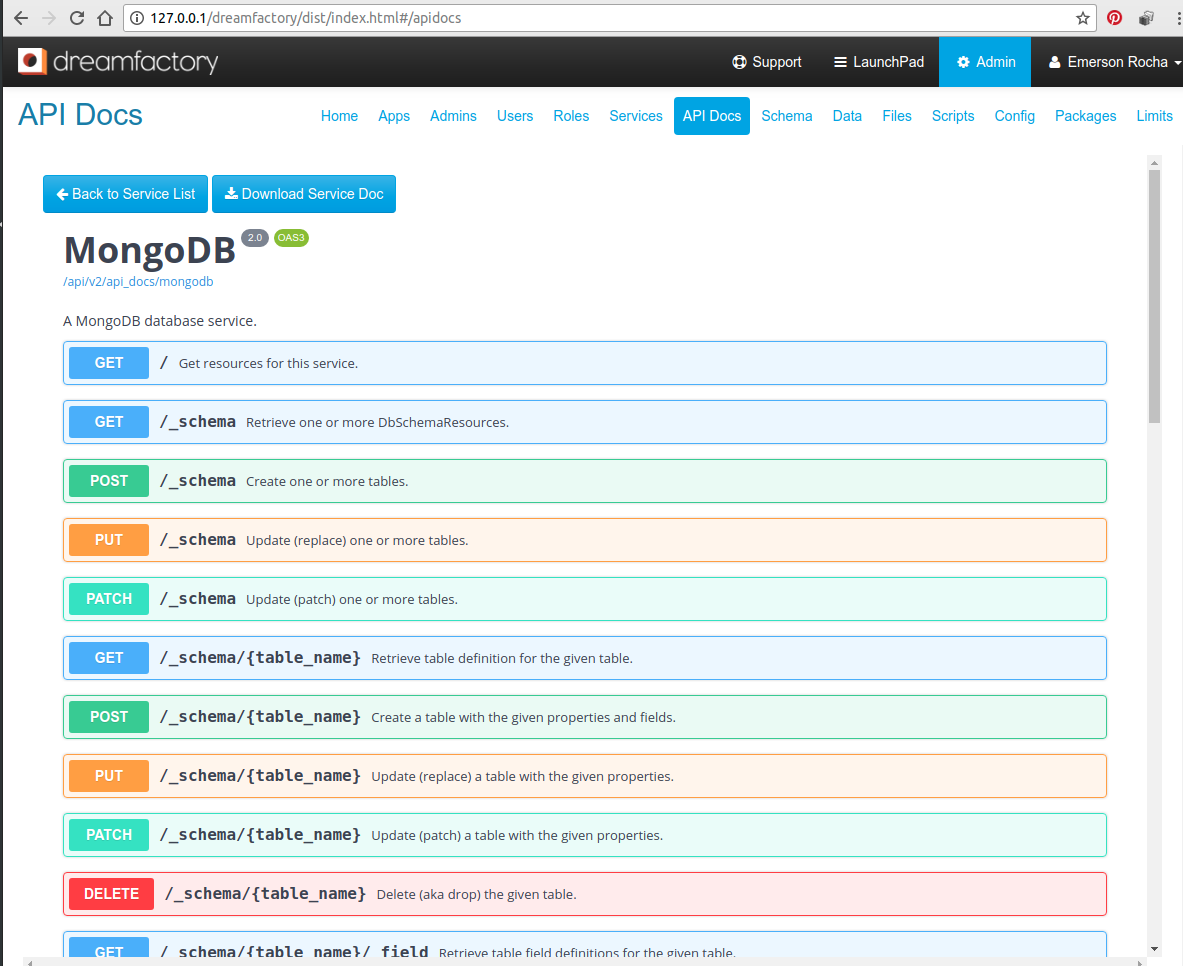 127.0.0.1/dreamfactory/dist/index.html#/apidocs
dreamfactory Support LaunchPad Admin Emerson Rocha
API Docs Home Apps Admins Users Roles Services API Docs Schema Data Files Scripts Config Packages Limits
Back to Service List Download Service Doc
MongoDB 2.0 OAS3
/api/v2/api_docs/mongodb
A MongoDB database service.
GET / Get resources for this service.
GET /_schema Retrieve one or more DbSchemaResources.
POST /_schema Create one or more tables.
PUT /_schema Update (replace) one or more tables.
PATCH /_schema Update (patch) one or more tables.
GET /_schema/{table_name} Retrieve table definition for the given table.
POST /_schema/{table_name} Create a table with the given properties and fields.
PUT /_schema/{table_name} Update (replace) a table with the given properties.
PATCH /_schema/{table_name} Update (patch) a table with the given properties.
DELETE /_schema/{table_name} Delete (aka drop) the given table.
GET /_schema/{table_name}/_field Retrieve table field definitions for the given table.